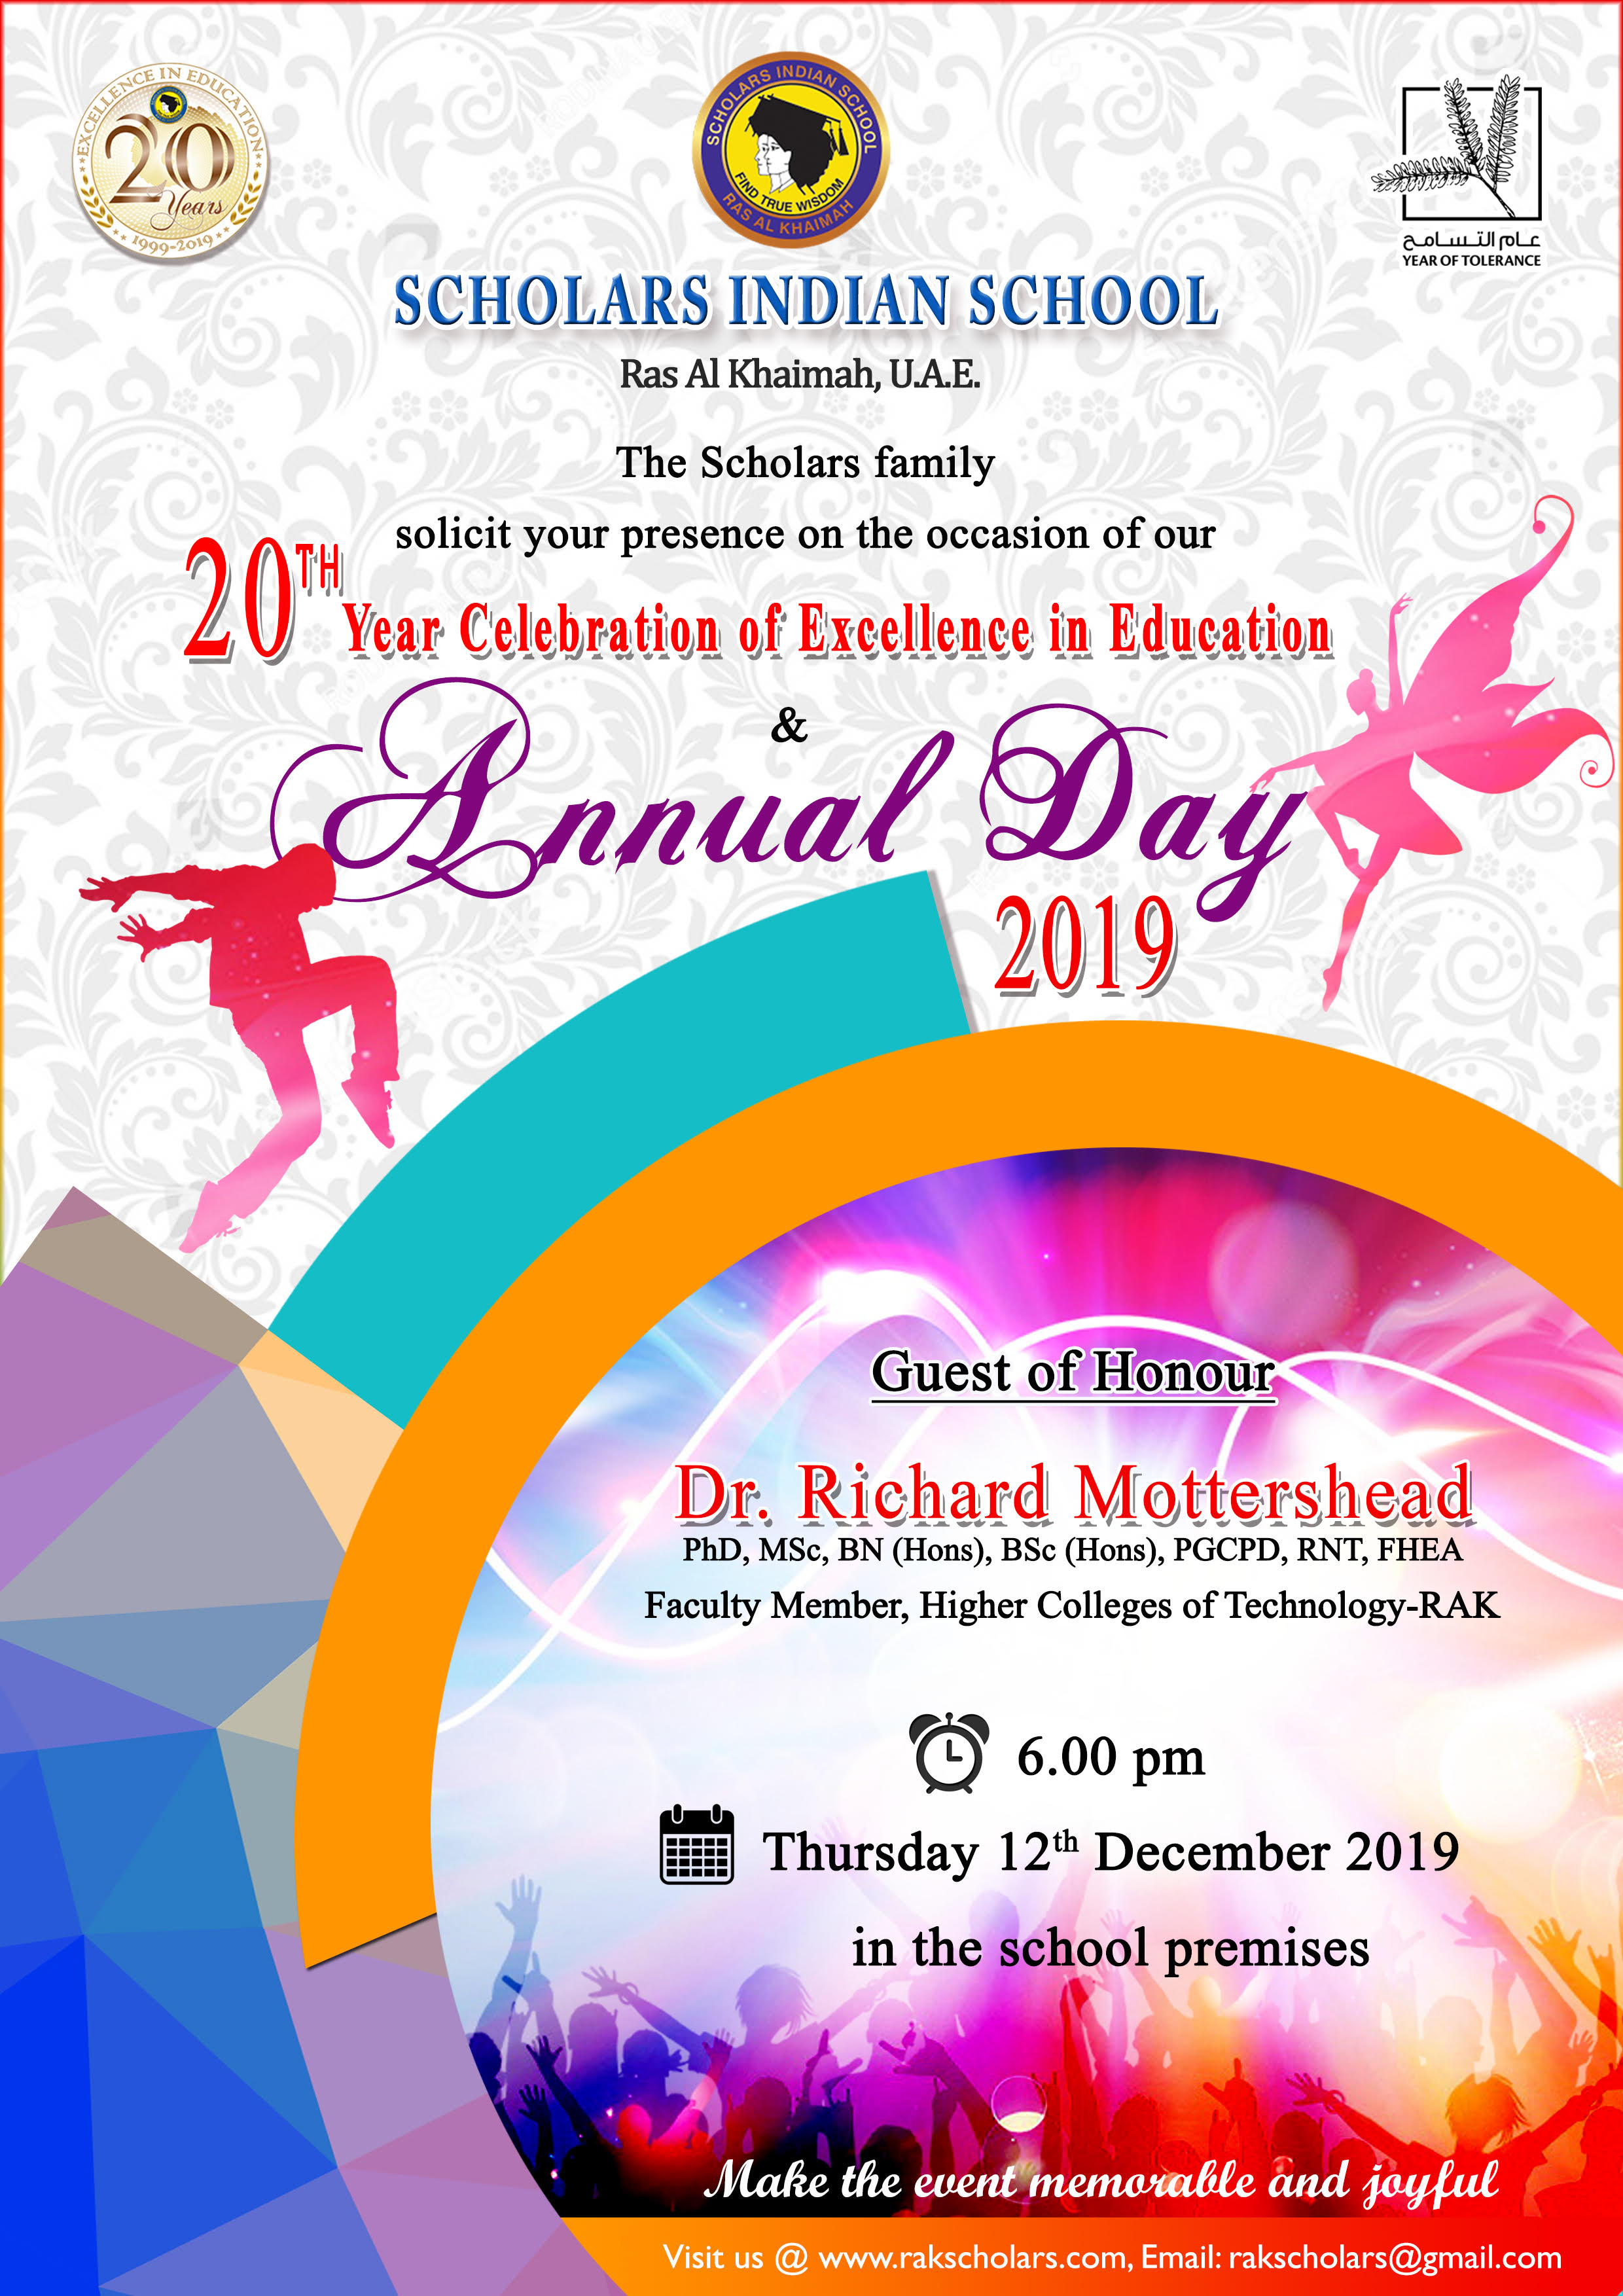 EXCELLENCE IN EDUCATION
20
Years
1999-2019
SCHOLARS INDIAN SCHOOL
FIND TRUE WISDOM
RAS AL KHAIMAH
عام التسامح
YEAR OF TOLERANCE
SCHOLARS INDIAN SCHOOL
Ras Al Khaimah, U.A.E.
The Scholars family
solicit your presence on the occasion of our
20TH Year Celebration of Excellence in Education
&
Annual Day
2019
Guest of Honour
Dr. Richard Mottershead
PhD, MSc, BN (Hons), BSc (Hons), PGCPD, RNT, FHEA
Faculty Member, Higher Colleges of Technology-RAK
6.00 pm
Thursday 12th December 2019
in the school premises
Make the event memorable and joyful
Visit us @ www.rakscholars.com, Email: rakscholars@gmail.com